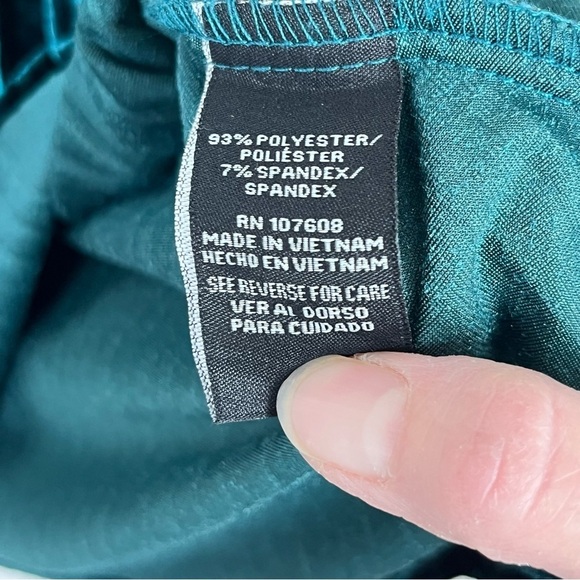 93% POLYESTER/
POLIÉSTER
7% SPANDEX/
SPANDEX
RN 107608
MADE IN VIETNAM
HECHO EN VIETNAM
SEE REVERSE FOR CARE
VER AL DORSO
PARA CUIDADO